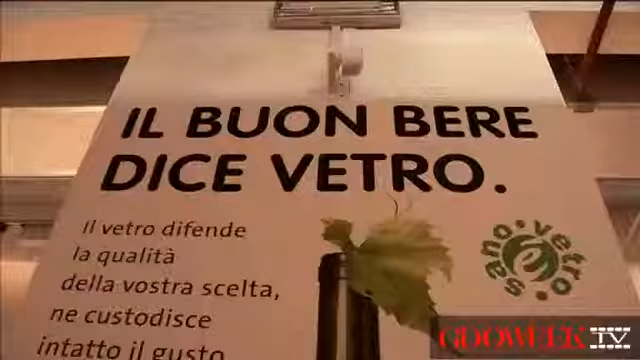 IL BUON BERE
DICE VETRO.
Il vetro difende
la qualità
della vostra scelta,
ne custodisce
intatto il gusto
sano·vetro·
GDOWEEK TV